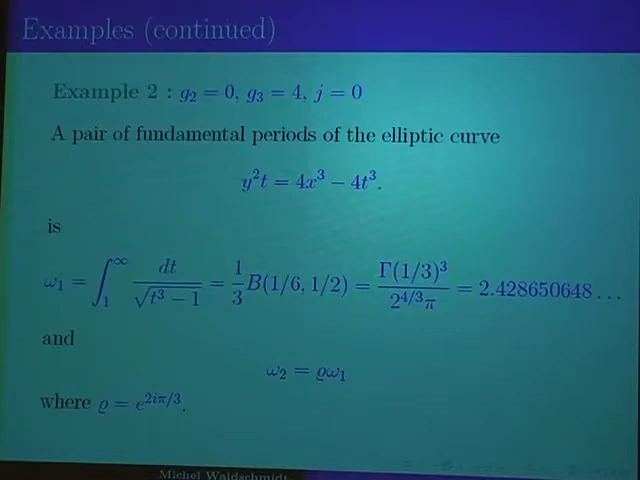 Examples (continued)
Example 2 : g₂ = 0, g₃ = 4, j = 0
A pair of fundamental periods of the elliptic curve
y²t = 4x³ − 4t³.
is
ω₁ = ∫₁^∞ dt/√(t³ − 1) = 1/3 B(1/6, 1/2) = Γ(1/3)³/(2^{4/3}π) = 2.428650648…
and
ω₂ = ϱω₁
where ϱ = e^{2iπ/3}.
Michel Waldschmidt